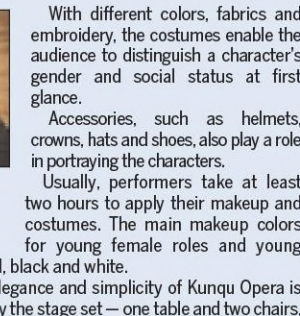 With different colors, fabrics and
embroidery, the costumes enable the
audience to distinguish a character's
gender and social status at first
glance.
Accessories, such as helmets,
crowns, hats and shoes, also play a role
in portraying the characters.
Usually, performers take at least
two hours to apply their makeup and
costumes. The main makeup colors
for young female roles and young
, black and white.
legance and simplicity of Kunqu Opera is
y the stage set — one table and two chairs,